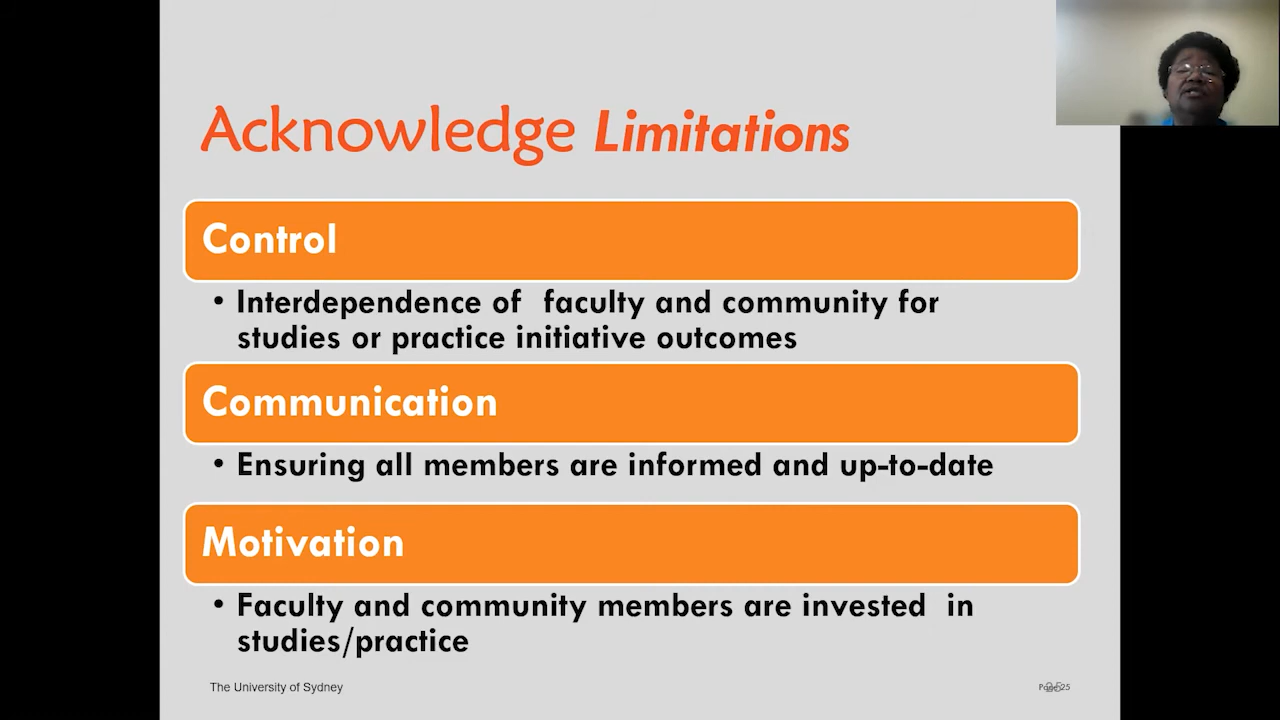 Acknowledge Limitations
Control
• Interdependence of faculty and community for
studies or practice initiative outcomes
Communication
• Ensuring all members are informed and up-to-date
Motivation
• Faculty and community members are invested in
studies/practice
The University of Sydney
Page 25